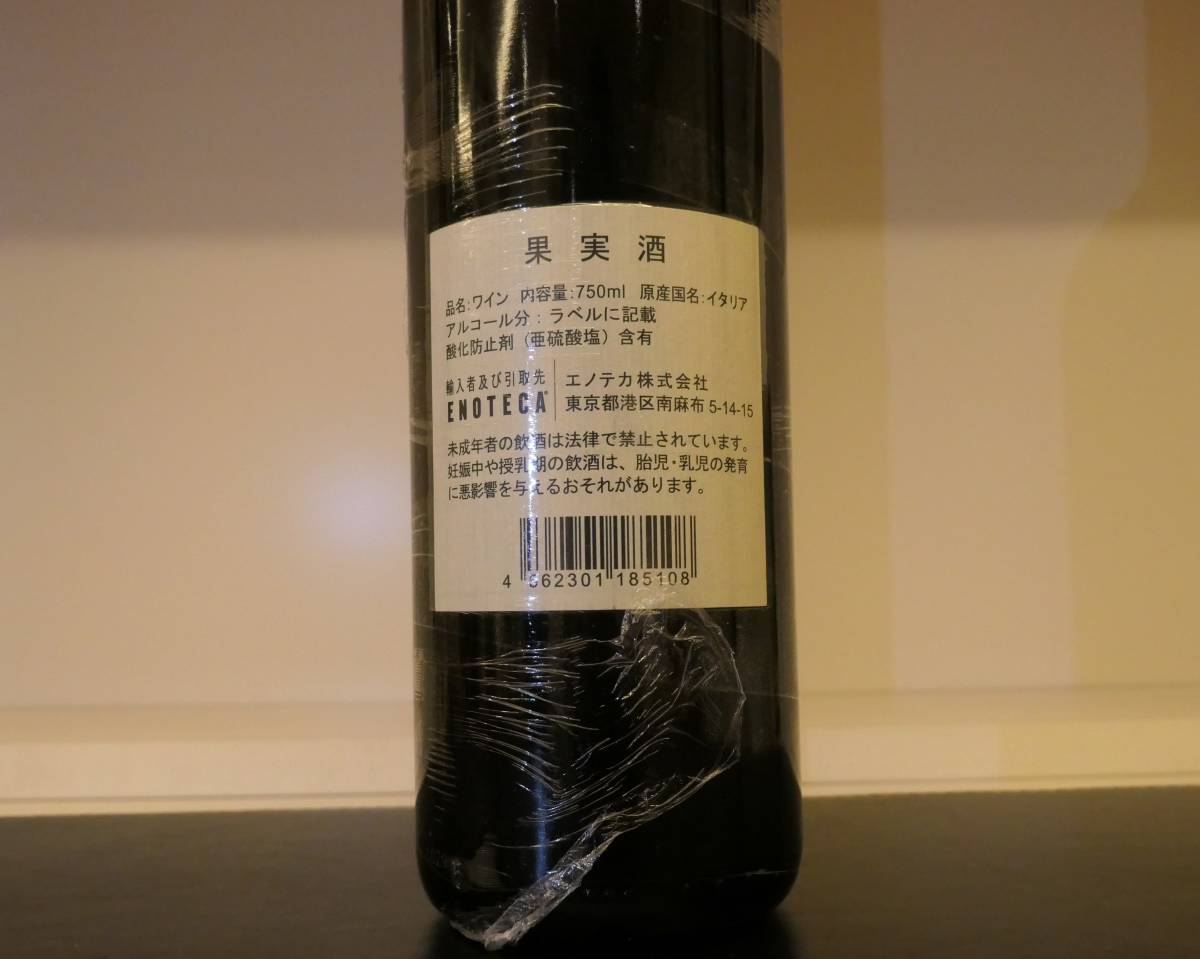 果実酒
品名:ワイン 内容量:750ml 原産国名:イタリア
アルコール分：ラベルに記載
酸化防止剤（亜硫酸塩）含有
輸入者及び引取先
ENOTECA®
エノテカ株式会社
東京都港区南麻布 5-14-15
未成年者の飲酒は法律で禁止されています。
妊娠中や授乳期の飲酒は、胎児・乳児の発育
に悪影響を与えるおそれがあります。
4 562301 185108